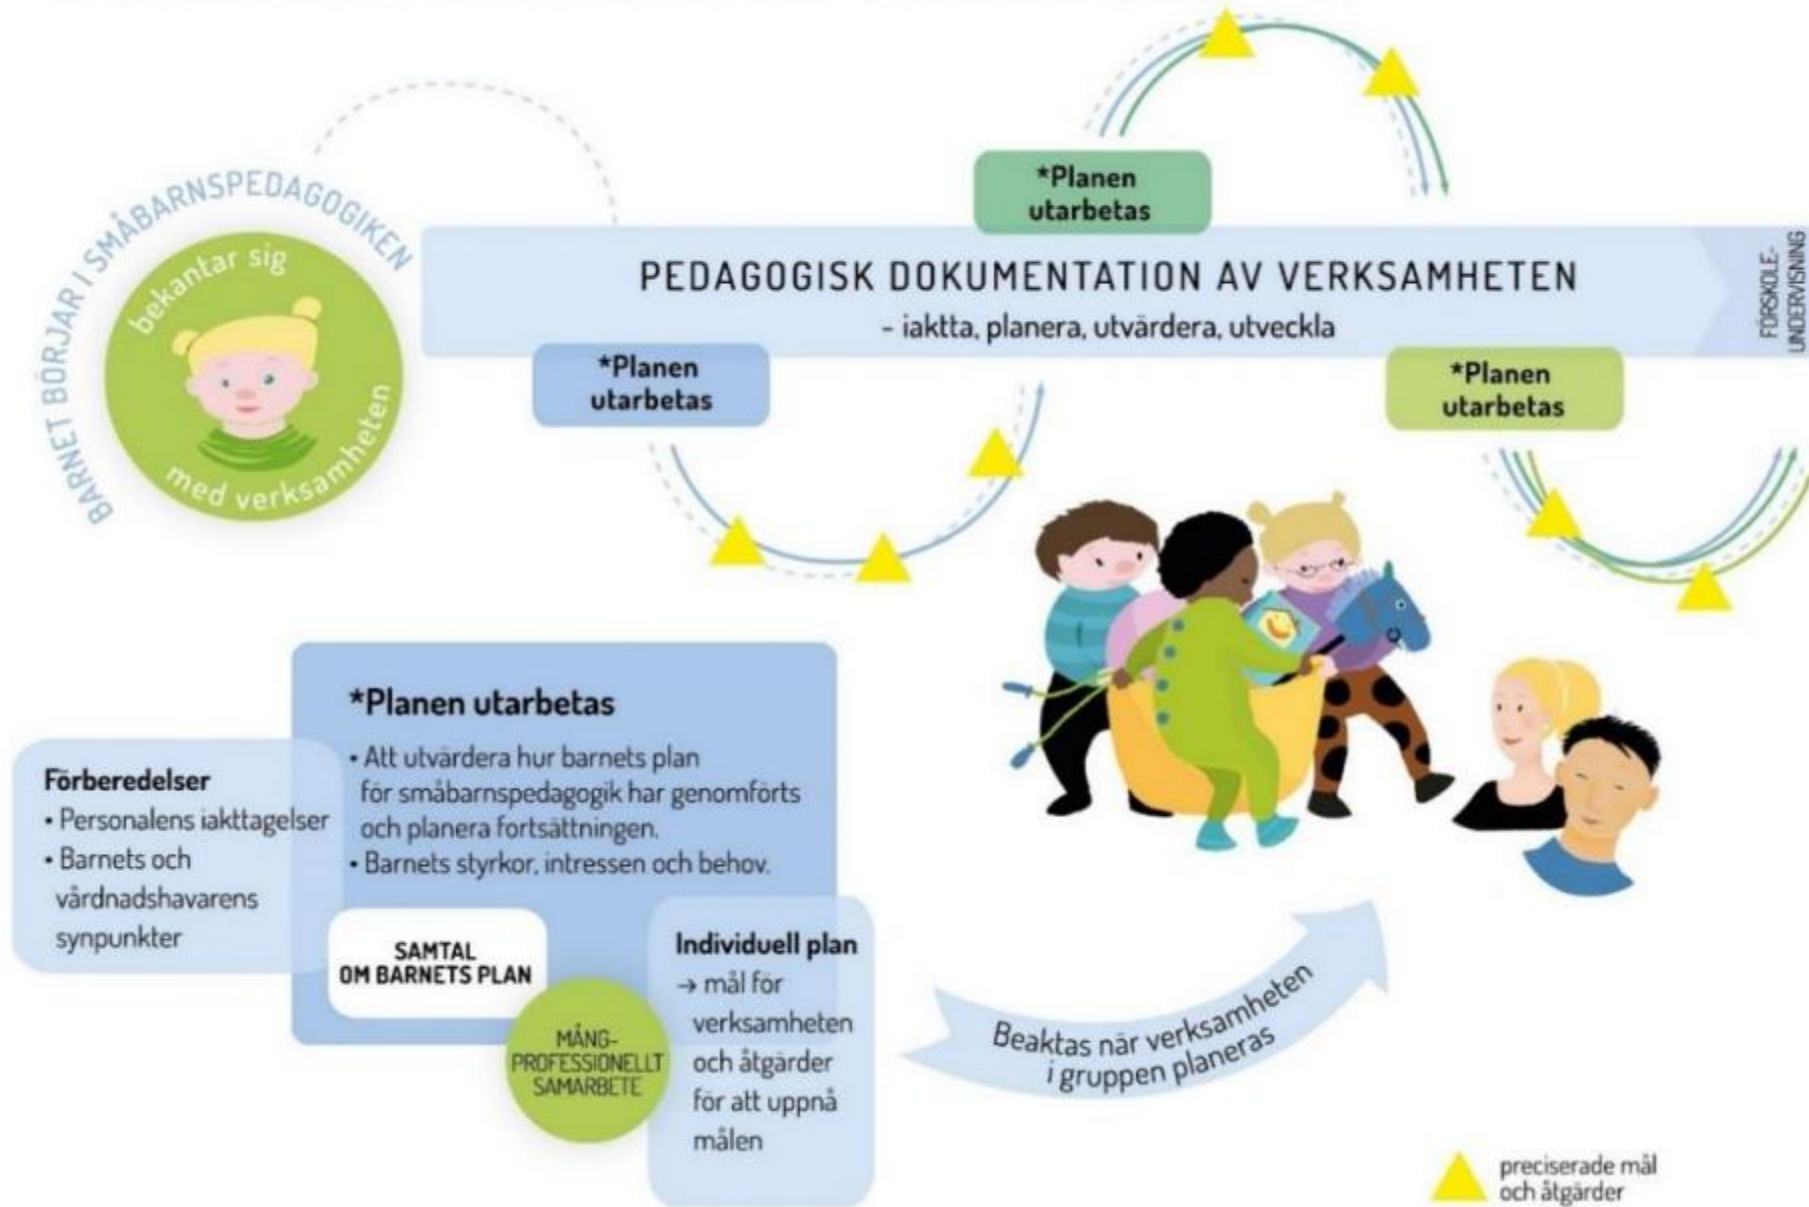 BARNET BÖRJAR I SMÅBARNSPEDAGOGIKEN
bekantar sig
med verksamheten
*Planen
utarbetas
PEDAGOGISK DOKUMENTATION AV VERKSAMHETEN
- iaktta, planera, utvärdera, utveckla
FÖRSKOLE-
UNDERVISNING
*Planen
utarbetas
*Planen
utarbetas
*Planen utarbetas
• Att utvärdera hur barnets plan
för småbarnspedagogik har genomförts
och planera fortsättningen.
• Barnets styrkor, intressen och behov.
Förberedelser
• Personalens iakttagelser
• Barnets och
vårdnadshavarens
synpunkter
SAMTAL
OM BARNETS PLAN
MÅNG-
PROFESSIONELLT
SAMARBETE
Individuell plan
→ mål för
verksamheten
och åtgärder
för att uppnå
målen
Beaktas när verksamheten
i gruppen planeras
preciserade mål
och åtgärder